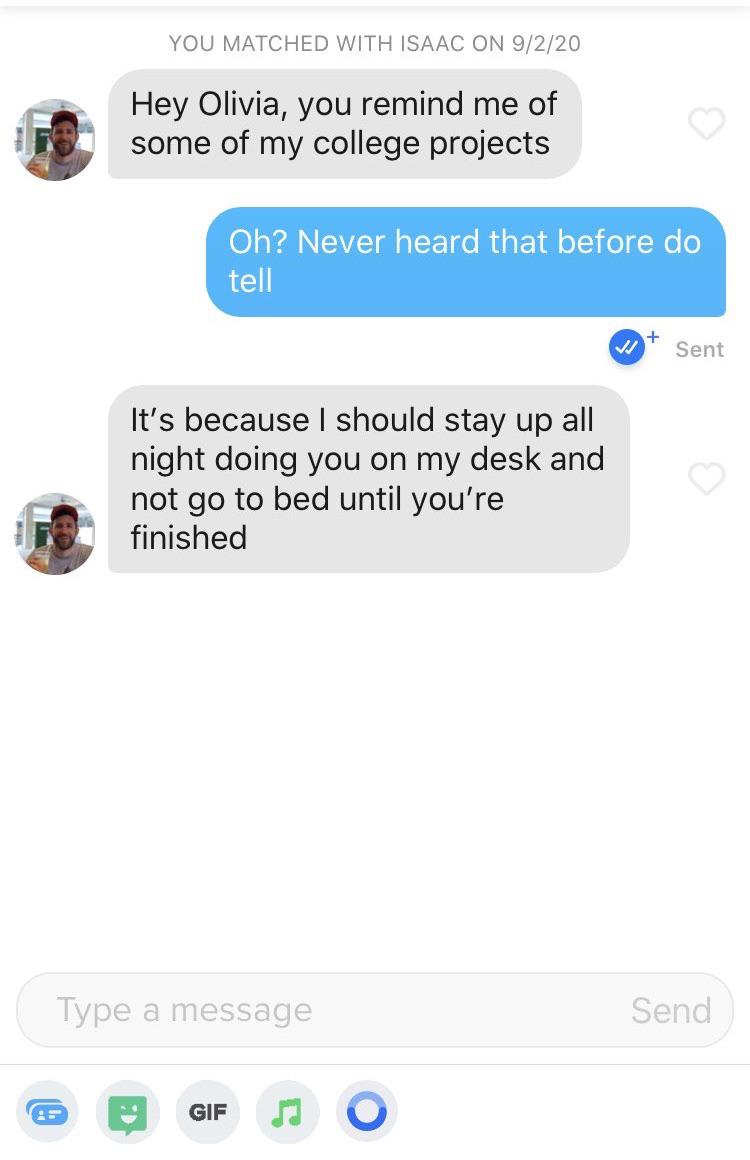 YOU MATCHED WITH ISAAC ON 9/2/20
Hey Olivia, you remind me of
some of my college projects
Oh? Never heard that before do
tell
Sent
It’s because I should stay up all
night doing you on my desk and
not go to bed until you’re
finished
Type a message
Send
GIF